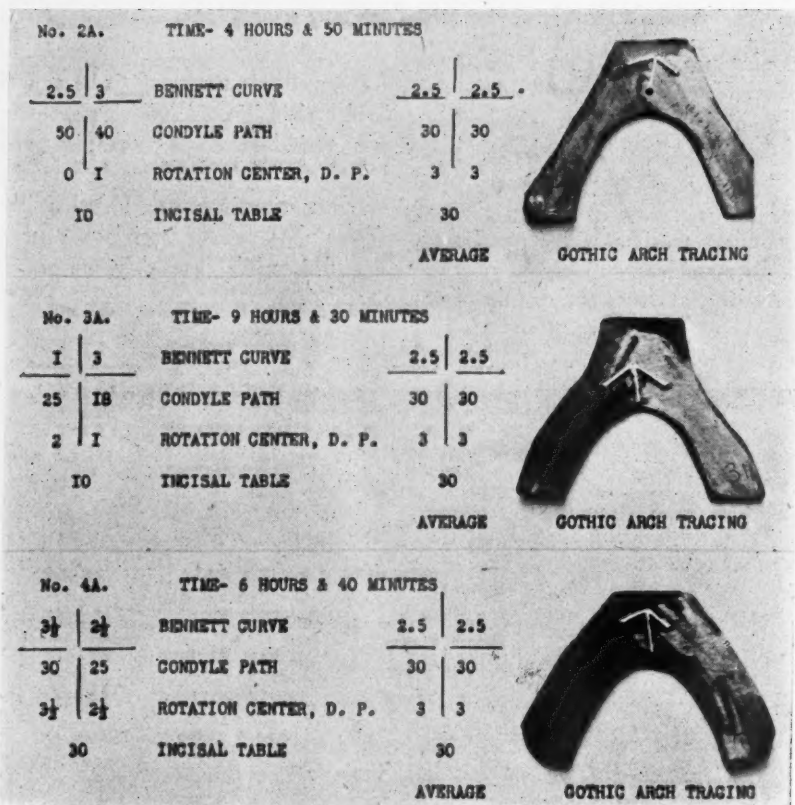 No. 2A. TIME- 4 HOURS & 50 MINUTES
2.5 3 BENNETT CURVE 2.5 2.5
50 40 CONDYLE PATH 30 30
0 I ROTATION CENTER, D. P. 3 3
IO INCISAL TABLE 30
AVERAGE GOTHIC ARCH TRACING
No. 3A. TIME- 9 HOURS & 30 MINUTES
I 3 BENNETT CURVE 2.5 2.5
25 I8 CONDYLE PATH 30 30
2 I ROTATION CENTER, D. P. 3 3
IO INCISAL TABLE 30
3A
AVERAGE GOTHIC ARCH TRACING
No. 4A. TIME- 6 HOURS & 40 MINUTES
3½ 2½ BENNETT CURVE 2.5 2.5
30 25 CONDYLE PATH 30 30
3½ 2½ ROTATION CENTER, D. P. 3 3
30 INCISAL TABLE 30
AVERAGE GOTHIC ARCH TRACING